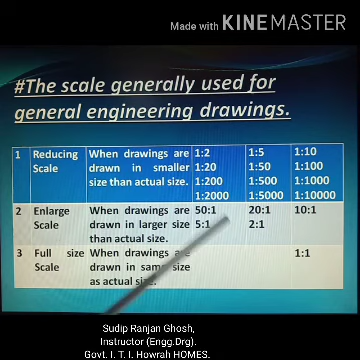 Made with KINEMASTER
#The scale generally used for
general engineering drawings.
1 Reducing Scale When drawings are drawn in smaller size than actual size. 1:2 1:5 1:10
1:20 1:50 1:100
1:200 1:500 1:1000
1:2000 1:5000 1:10000
2 Enlarge Scale When drawings are drawn in larger size than actual size. 50:1 20:1 10:1
5:1 2:1
3 Full size Scale When drawings are drawn in same size as actual size. 1:1
Sudip Ranjan Ghosh,
Instructor (Engg.Drg).
Govt. I. T. I. Howrah HOMES.